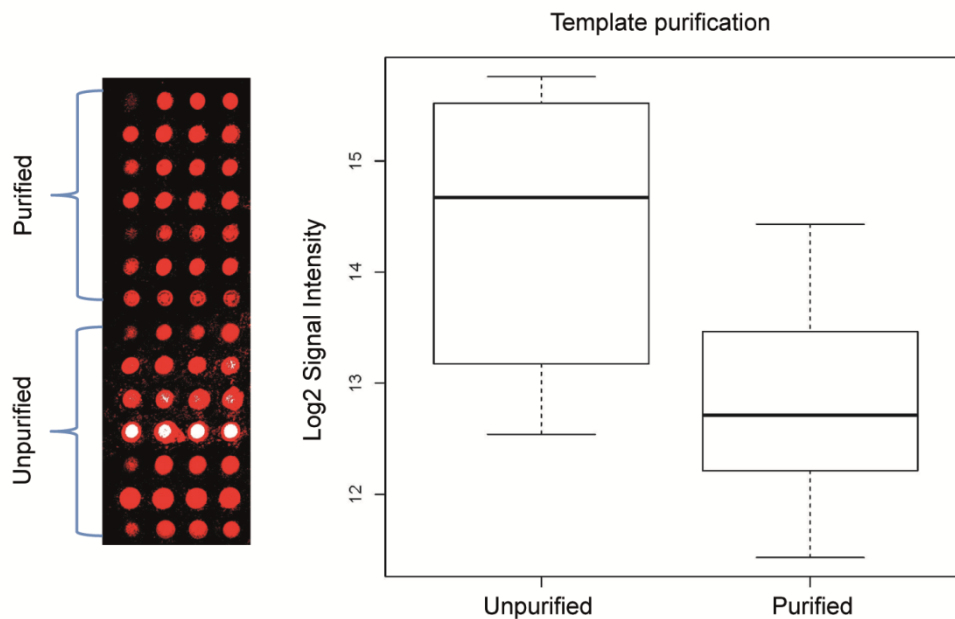 Template purification
Purified
Unpurified
Log2 Signal Intensity
15
14
13
12
Unpurified
Purified